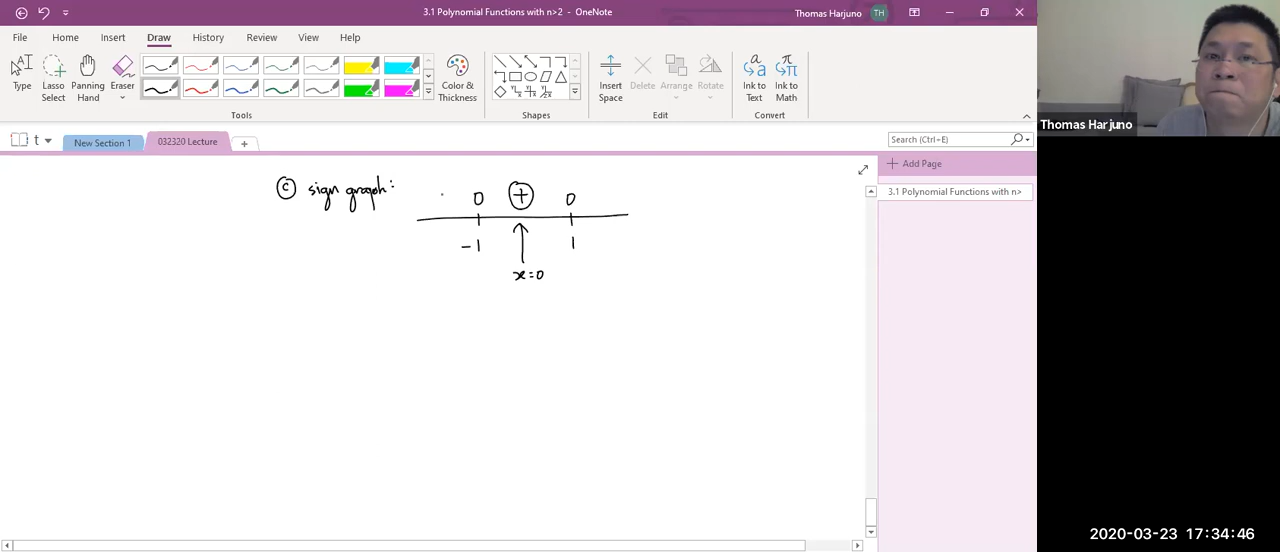 3.1 Polynomial Functions with n>2 - OneNote
Thomas Harjuno TH
File Home Insert Draw History Review View Help
Type Lasso Select Panning Hand Eraser Color & Thickness Insert Space Delete Arrange Rotate Ink to Text Ink to Math
Tools Shapes Edit Convert
t New Section 1 032320 Lecture Search (Ctrl+E)
Thomas Harjuno
Add Page
3.1 Polynomial Functions with n>
ⓒ sign graph: 0 + 0
-1 1
x=0
2020-03-23 17:34:46